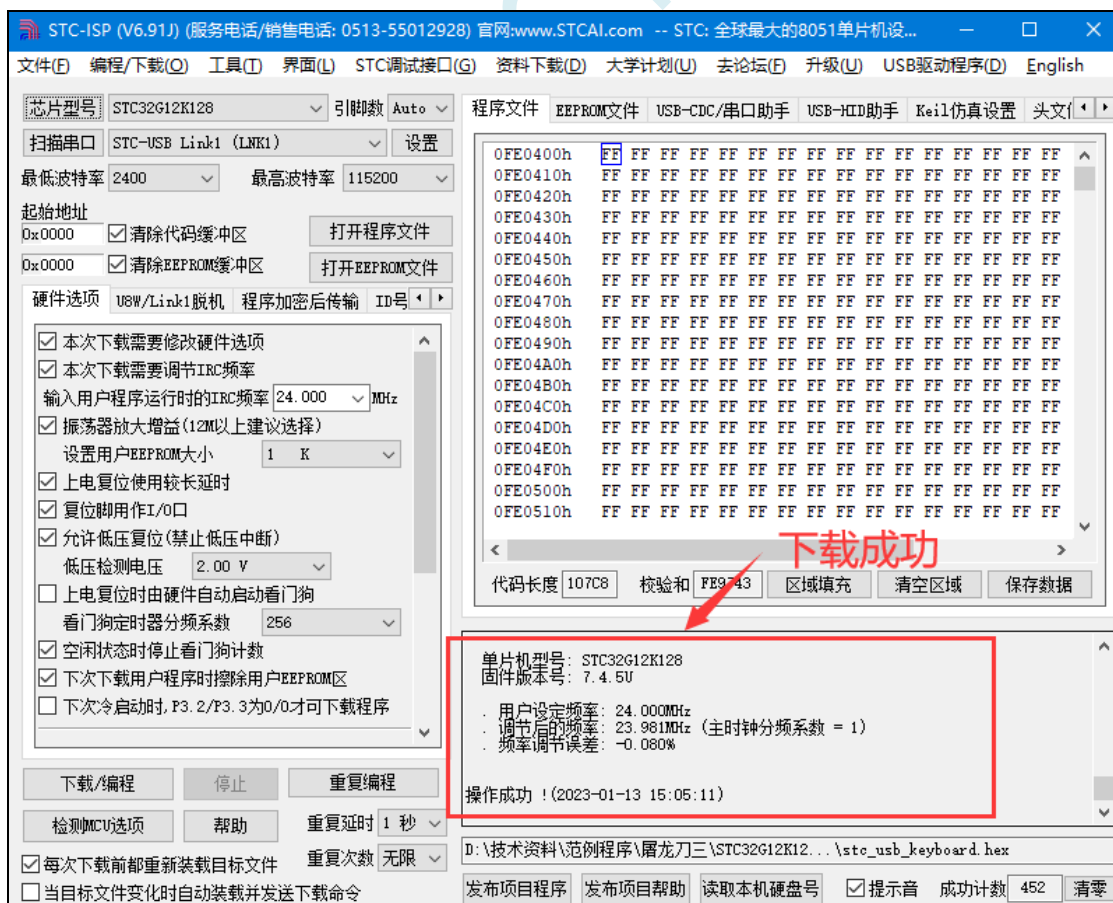 STC-ISP (V6.91J) (服务电话/销售电话: 0513-55012928) 官网:www.STCAI.com -- STC: 全球最大的8051单片机设...
文件(F) 编程/下载(O) 工具(T) 界面(L) STC调试接口(G) 资料下载(D) 大学计划(U) 去论坛(F) 升级(U) USB驱动程序(D) English
芯片型号 STC32G12K128 引脚数 Auto
扫描串口 STC-USB Link1 (LNK1) 设置
最低波特率 2400 最高波特率 115200
起始地址
0x0000 清除代码缓冲区 打开程序文件
0x0000 清除EEPROM缓冲区 打开EEPROM文件
硬件选项 U8W/Link1脱机 程序加密后传输 ID号
本次下载需要修改硬件选项
本次下载需要调节IRC频率
输入用户程序运行时的IRC频率 24.000 MHz
振荡器放大增益(12M以上建议选择)
设置用户EEPROM大小 1 K
上电复位使用较长延时
复位脚用作I/O口
允许低压复位(禁止低压中断)
低压检测电压 2.00 V
上电复位时由硬件自动启动看门狗
看门狗定时器分频系数 256
空闲状态时停止看门狗计数
下次下载用户程序时擦除用户EEPROM区
下次冷启动时,P3.2/P3.3为0/0才可下载程序
下载/编程 停止 重复编程
检测MCU选项 帮助 重复延时 1 秒
每次下载前都重新装载目标文件 重复次数 无限
当目标文件变化时自动装载并发送下载命令
程序文件 EEPROM文件 USB-CDC/串口助手 USB-HID助手 Keil仿真设置
0FE0400h FF FF FF FF FF FF FF FF FF FF FF FF FF FF FF FF
0FE0410h FF FF FF FF FF FF FF FF FF FF FF FF FF FF FF FF
0FE0420h FF FF FF FF FF FF FF FF FF FF FF FF FF FF FF FF
0FE0430h FF FF FF FF FF FF FF FF FF FF FF FF FF FF FF FF
0FE0440h FF FF FF FF FF FF FF FF FF FF FF FF FF FF FF FF
0FE0450h FF FF FF FF FF FF FF FF FF FF FF FF FF FF FF FF
0FE0460h FF FF FF FF FF FF FF FF FF FF FF FF FF FF FF FF
0FE0470h FF FF FF FF FF FF FF FF FF FF FF FF FF FF FF FF
0FE0480h FF FF FF FF FF FF FF FF FF FF FF FF FF FF FF FF
0FE0490h FF FF FF FF FF FF FF FF FF FF FF FF FF FF FF FF
0FE04A0h FF FF FF FF FF FF FF FF FF FF FF FF FF FF FF FF
0FE04B0h FF FF FF FF FF FF FF FF FF FF FF FF FF FF FF FF
0FE04C0h FF FF FF FF FF FF FF FF FF FF FF FF FF FF FF FF
0FE04D0h FF FF FF FF FF FF FF FF FF FF FF FF FF FF FF FF
0FE04E0h FF FF FF FF FF FF FF FF FF FF FF FF FF FF FF FF
0FE04F0h FF FF FF FF FF FF FF FF FF FF FF FF FF FF FF FF
0FE0500h FF FF FF FF FF FF FF FF FF FF FF FF FF FF FF FF
0FE0510h FF FF FF FF FF FF FF FF FF FF FF FF FF FF FF FF
下载成功
代码长度 107C8 校验和 区域填充 清空区域 保存数据
单片机型号: STC32G12K128
固件版本号: 7.4.5U
. 用户设定频率: 24.000MHz
. 调节后的频率: 23.981MHz (主时钟分频系数 = 1)
. 频率调节误差: -0.080%
操作成功 !(2023-01-13 15:05:11)
D:\技术资料\范例程序\屠龙刀三\STC32G12K12...\stc_usb_keyboard.hex
发布项目程序 发布项目帮助 读取本机硬盘号 提示音 成功计数 452 清零